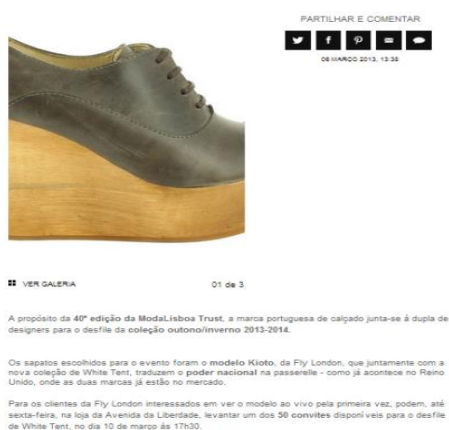 PARTILHAR E COMENTAR
08 MARÇO 2013, 13:38
VER GALERIA
01 de 3
A propósito da 40ª edição da ModaLisboa Trust, a marca portuguesa de calçado junta-se á dupla de
designers para o desfile da coleção outono/inverno 2013-2014.
Os sapatos escolhidos para o evento foram o modelo Kioto, da Fly London, que juntamente com a
nova coleção de White Tent, traduzem o poder nacional na passerelle - como já acontece no Reino
Unido, onde as duas marcas já estão no mercado.
Para os clientes da Fly London interessados em ver o modelo ao vivo pela primeira vez, podem, até
sexta-feira, na loja da Avenida da Liberdade, levantar um dos 50 convites disponíveis para o desfile
de White Tent, no dia 10 de março ás 17h30.